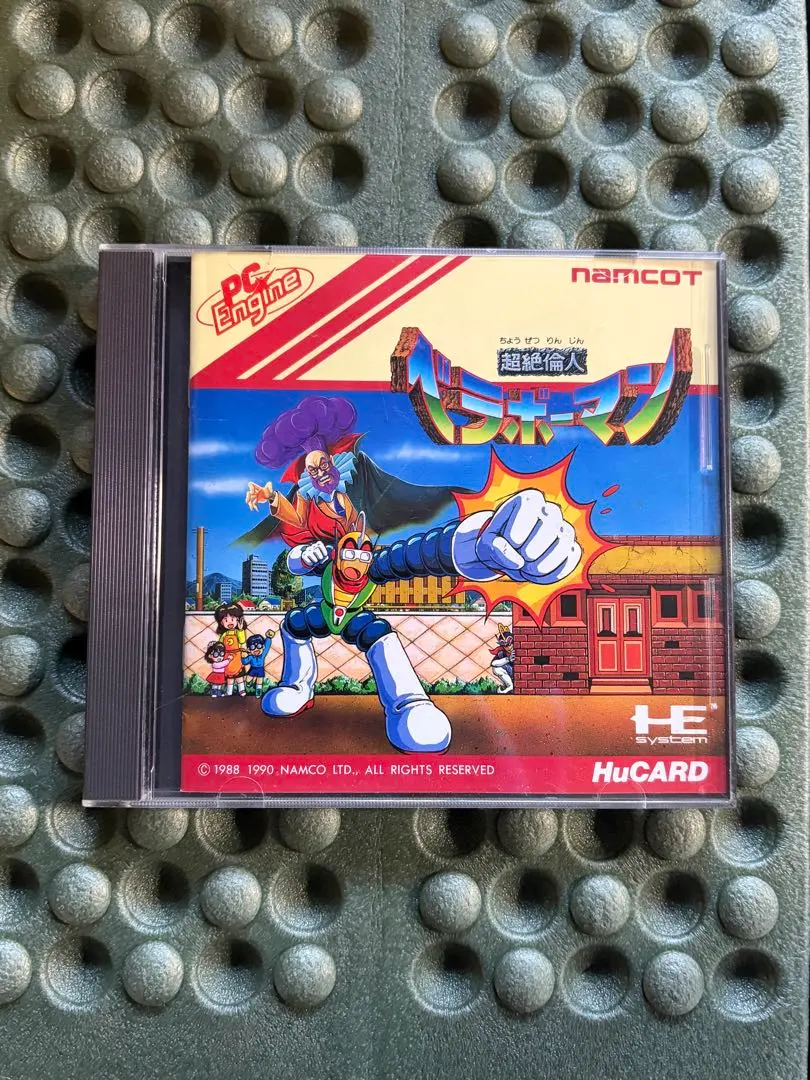 PC Engine
namcot
ちょう ぜつ りん じん
超絶倫人
ベラボーマン
HE
system™
© 1988 1990 NAMCO LTD., ALL RIGHTS RESERVED
HuCARD